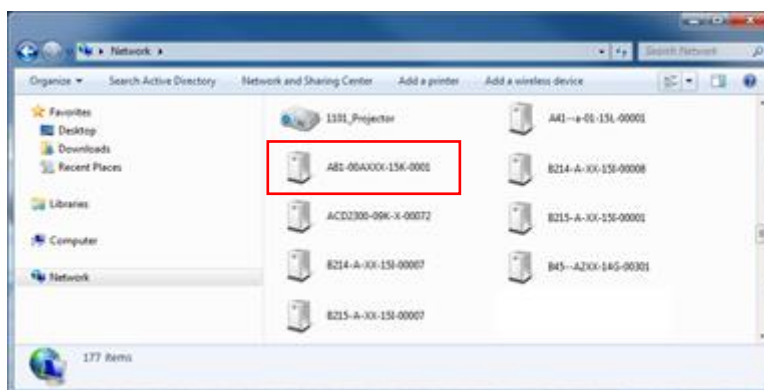 Network
Search Network
Organize
Search Active Directory
Network and Sharing Center
Add a printer
Add a wireless device
Favorites
Desktop
Downloads
Recent Places
Libraries
Computer
Network
1101_Projector
A81-00AXXX-15K-0001
ACD2300-09K-X-00072
B214-A-XX-15I-00007
B215-A-XX-15I-00007
A41--a-01-15L-00001
B214-A-XX-15I-00008
B215-A-XX-15I-00001
B45--A2XX-14G-00301
177 items